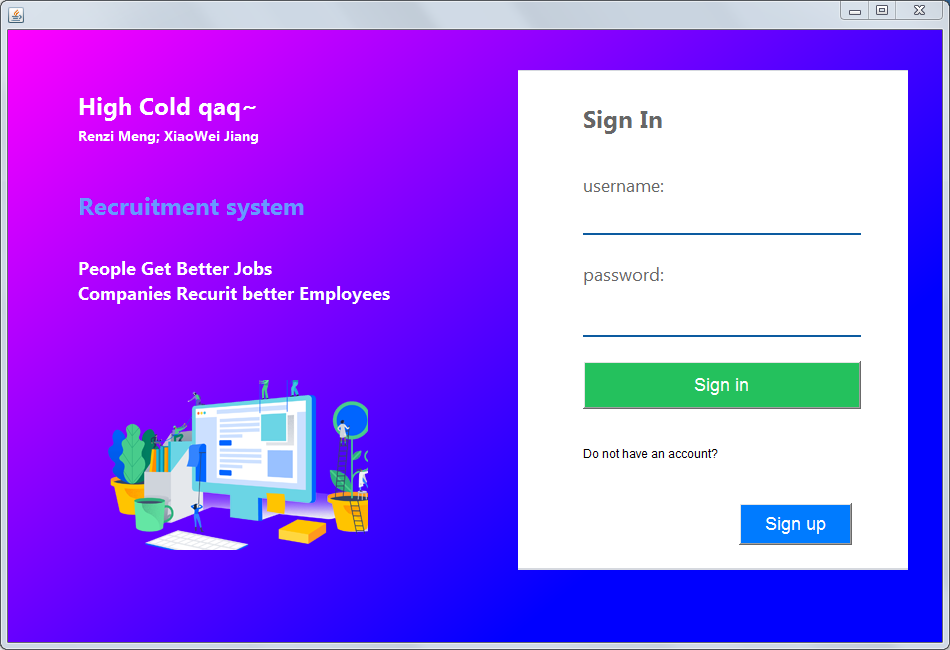 High Cold qaq~
Renzi Meng; XiaoWei Jiang
Recruitment system
People Get Better Jobs
Companies Recurit better Employees
Sign In
username:
password:
Sign in
Do not have an account?
Sign up